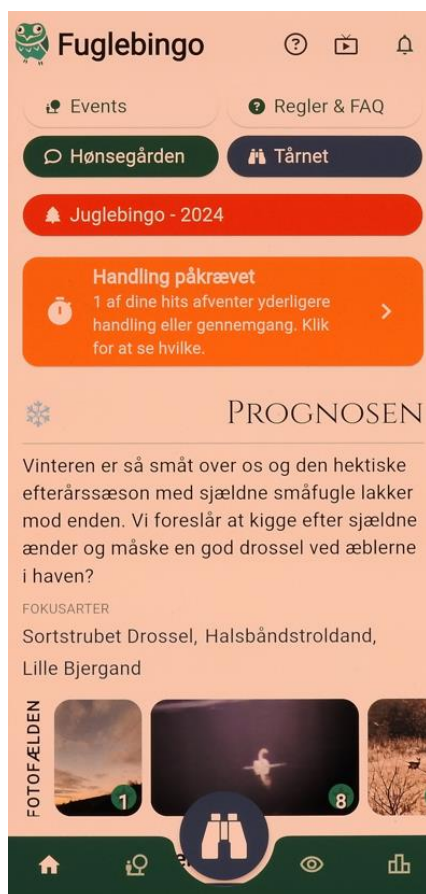 Fuglebingo
Events
Regler & FAQ
Hønsegården
Tårnet
Juglebingo - 2024
Handling påkrævet
1 af dine hits afventer yderligere
handling eller gennemgang. Klik
for at se hvilke.
PROGNOSEN
Vinteren er så småt over os og den hektiske
efterårssæson med sjældne småfugle lakker
mod enden. Vi foreslår at kigge efter sjældne
ænder og måske en god drossel ved æblerne
i haven?
FOKUSARTER
Sortstrubet Drossel, Halsbåndstroldand,
Lille Bjergand
FOTOFÆLDEN
1
8